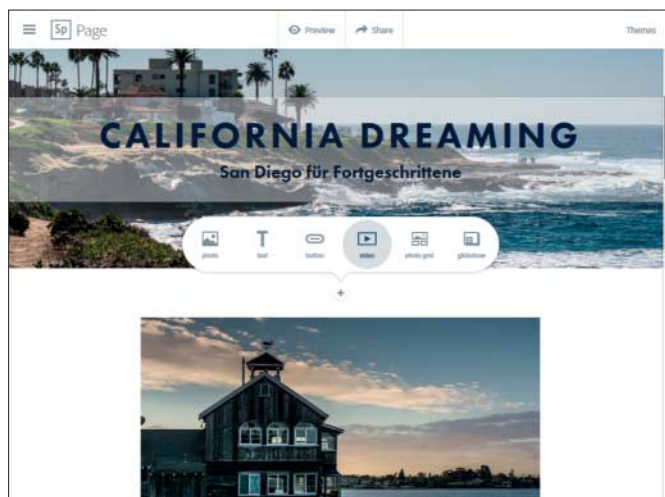 Sp Page
Preview
Share
Themes
CALIFORNIA DREAMING
San Diego für Fortgeschrittene
photo
text
button
video
photo grid
glideshow